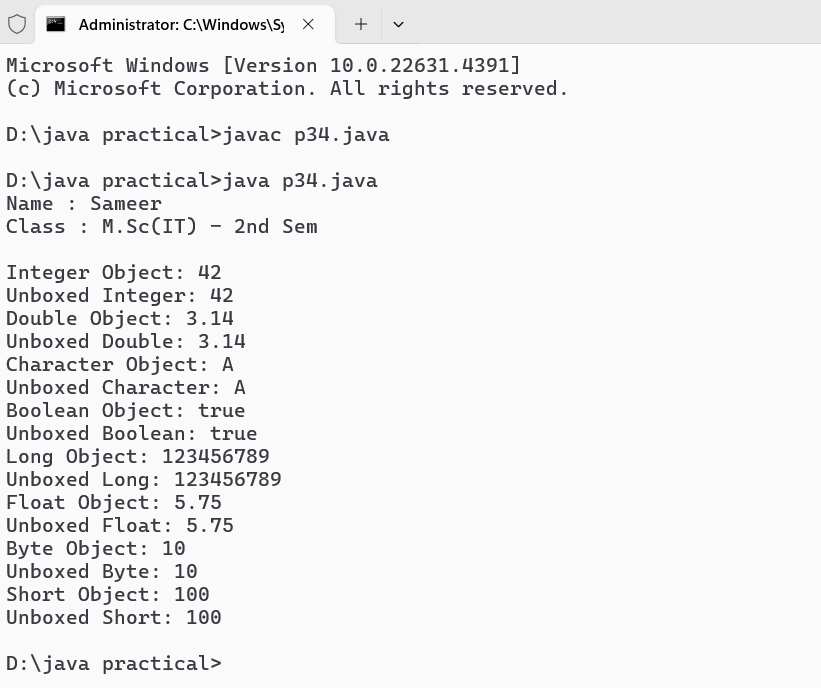 Administrator: C:\Windows\Sy
Microsoft Windows [Version 10.0.22631.4391]
(c) Microsoft Corporation. All rights reserved.
D:\java practical>javac p34.java
D:\java practical>java p34.java
Name : Sameer
Class : M.Sc(IT) - 2nd Sem
Integer Object: 42
Unboxed Integer: 42
Double Object: 3.14
Unboxed Double: 3.14
Character Object: A
Unboxed Character: A
Boolean Object: true
Unboxed Boolean: true
Long Object: 123456789
Unboxed Long: 123456789
Float Object: 5.75
Unboxed Float: 5.75
Byte Object: 10
Unboxed Byte: 10
Short Object: 100
Unboxed Short: 100
D:\java practical>